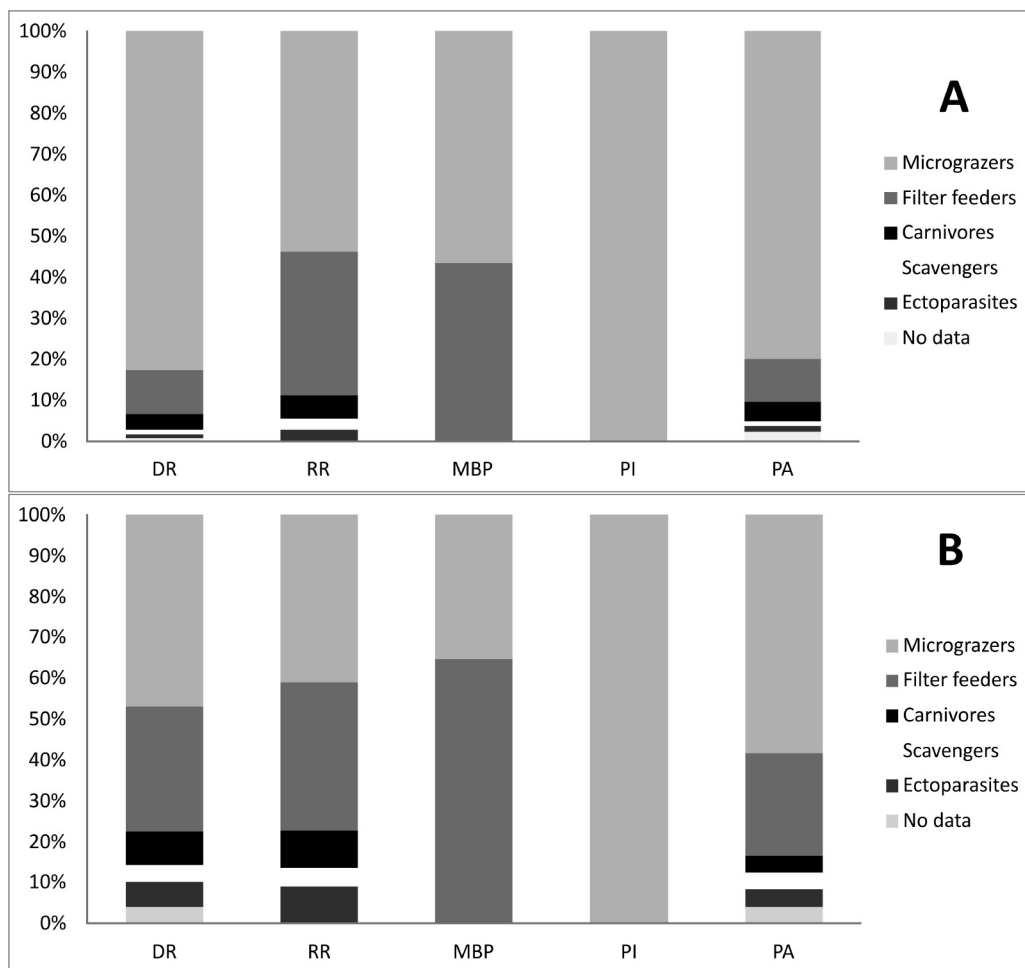 100%
90%
80%
70%
60%
50%
40%
30%
20%
10%
0%
DR RR MBP PI PA
A
Micrograzers
Filter feeders
Carnivores
Scavengers
Ectoparasites
No data
100%
90%
80%
70%
60%
50%
40%
30%
20%
10%
0%
DR RR MBP PI PA
B
Micrograzers
Filter feeders
Carnivores
Scavengers
Ectoparasites
No data